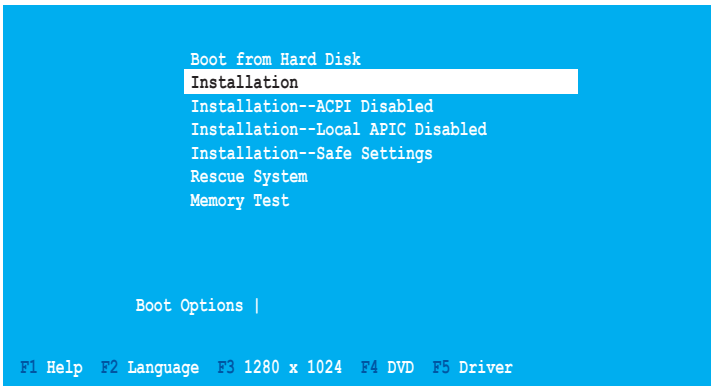 Boot from Hard Disk
Installation
Installation--ACPI Disabled
Installation--Local APIC Disabled
Installation--Safe Settings
Rescue System
Memory Test
Boot Options |
F1 Help F2 Language F3 1280 x 1024 F4 DVD F5 Driver